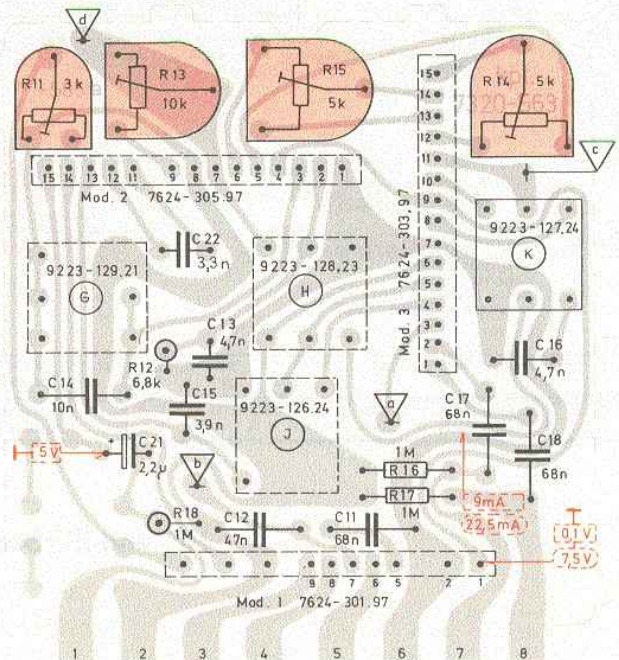 d
R11 3k
R13
10k
R15
5k
R14 5k
7320-663
c
15 14 13 12 11 9 8 7 6 5 4 3 2 1
Mod. 2 7624-305.97
15
14
13
12
11
10
9
8
7
6
5
4
3
2
1
Mod. 3 7624-303.97
9223-127.24
K
C22
3,3n
9223-129.21
G
9223-128.23
H
C13
4,7n
R12
6,8k
C16
4,7n
C14
10n
C15
3,9n
9223-126.24
J
a
C17
68n
C18
68n
5V
+
C21
2,2µ
b
1M
R16
R17
1M
9mA
22,5mA
R18
1M
C12
47n
C11
68n
0,1V
7,5V
9 8 7 6 5 2 1
Mod. 1 7624-301.97
1 2 3 4 5 6 7 8